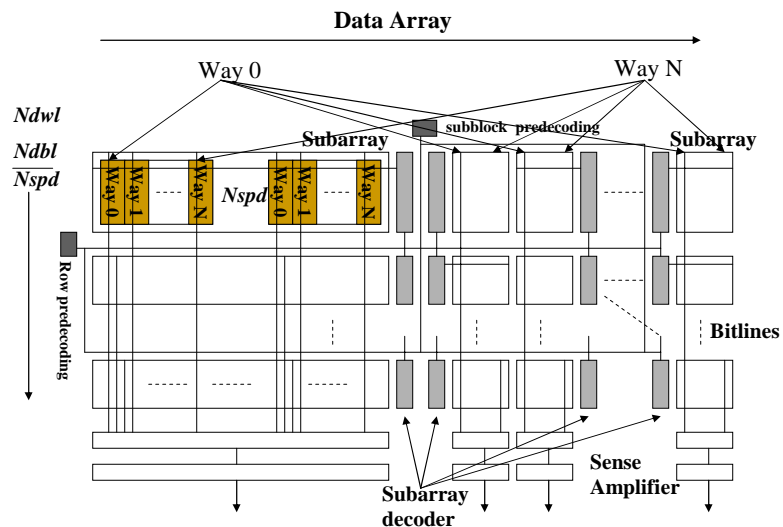 Data Array
Way 0
Way N
Ndwl
subblock predecoding
Subarray
Subarray
Ndbl
Nspd
Way 0
Way 1
Way N
Nspd
Way 0
Way 1
Way N
Row predecoding
Bitlines
Sense
Amplifier
Subarray
decoder